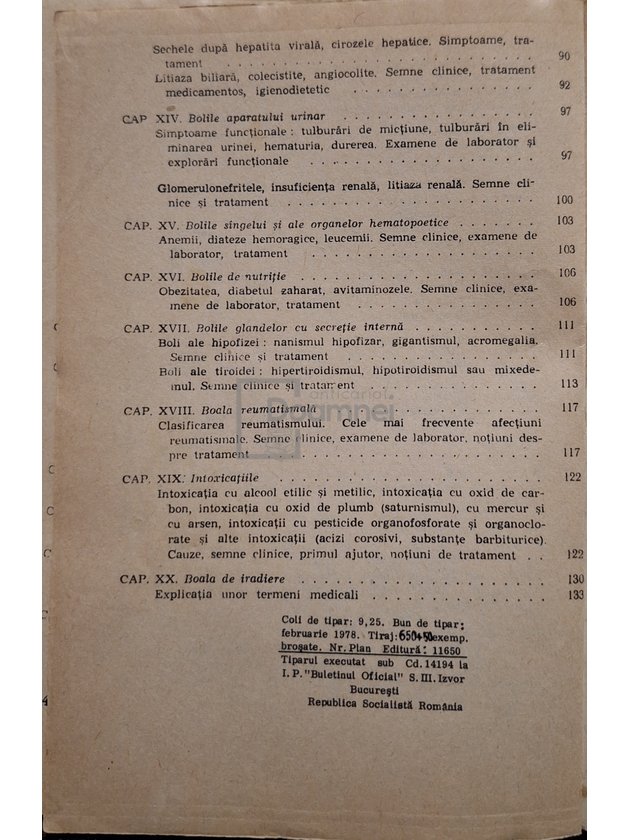 Sechele după hepatita virală, cirozele hepatice. Simptome, tra-
tament . . . . . . . . . . . . . . . . . . . . 90
Litiaza biliară, colecistite, angiocolite. Semne clinice, tratament
medicamentos, igienodietetic . . . . . . . . . . . . 92
CAP XIV. Bolile aparatului urinar . . . . . . . . . . . . 97
Simptoame funcționale : tulburări de micțiune, tulburări în eli-
minarea urinei, hematuria, durerea. Examene de laborator și
explorări funcționale . . . . . . . . . . . . . . . 97
Glomerulonefritele, insuficiența renală, litiaza renală. Semne cli-
nice și tratament . . . . . . . . . . . . . . . . . 100
CAP. XV. Bolile sîngelui și ale organelor hematopoetice . . . . . . . 103
Anemii, diateze hemoragice, leucemii. Semne clinice, examene de
laborator, tratament . . . . . . . . . . . . . . . 103
CAP. XVI. Bolile de nutriție . . . . . . . . . . . . . . . 106
Obezitatea, diabetul zaharat, avitaminozele. Semne clinice, exa-
mene de laborator, tratament . . . . . . . . . . . . 106
CAP. XVII. Bolile glandelor cu secreție internă . . . . . . . . . . 111
Boli ale hipofizei : nanismul hipofizar, gigantismul, acromegalia.
Semne clinice și tratament . . . . . . . . . . . . . 111
Boli ale tiroidei : hipertiroidismul, hipotiroidismul sau mixede-
mul. Semne clinice și tratament . . . . . . . . . . . . 113
CAP. XVIII. Boala reumatismală . . . . . . . . . . . . . 117
Clasificarea reumatismului. Cele mai frecvente afecțiuni
reumatismale. Semne clinice, examene de laborator, noțiuni des-
pre tratament . . . . . . . . . . . . . . . . . . 117
CAP. XIX. Intoxicațiile . . . . . . . . . . . . . . . . . 122
Intoxicația cu alcool etilic și metilic, intoxicația cu oxid de car-
bon, intoxicația cu oxid de plumb (saturnismul), cu mercur și
cu arsen, intoxicații cu pesticide organofosforate și organoclo-
rate și alte intoxicații (acizi corosivi, substanțe barbiturice).
Cauze, semne clinice, primul ajutor, noțiuni de tratament . . 122
CAP. XX. Boala de iradiere . . . . . . . . . . . . . . . . 130
Explicația unor termeni medicali . . . . . . . . . . . . 133
Coli de tipar: 9,25. Bun de tipar:
februarie 1978. Tiraj: 650+50 exemp.
broșate. Nr. Plan Editură: 11650
Tiparul executat sub Cd. 14194 la
I. P. "Buletinul Oficial" S. III. Izvor
București
Republica Socialistă România
anticariat